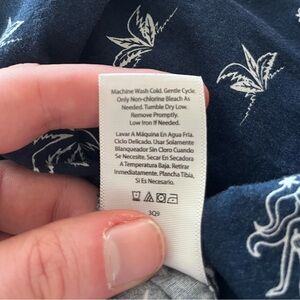 Machine Wash Cold. Gentle Cycle.
Only Non-chlorine Bleach As
Needed. Tumble Dry Low.
Remove Promptly.
Low Iron If Needed.
Lavar A Máquina En Agua Fría.
Ciclo Delicado. Usar Solamente
Blanqueador Sin Cloro Cuando
Se Necesite. Secar En Secadora
A Temperatura Baja. Retirar
Inmediatamente. Plancha Tibia,
Si Es Necesario.
3Q9